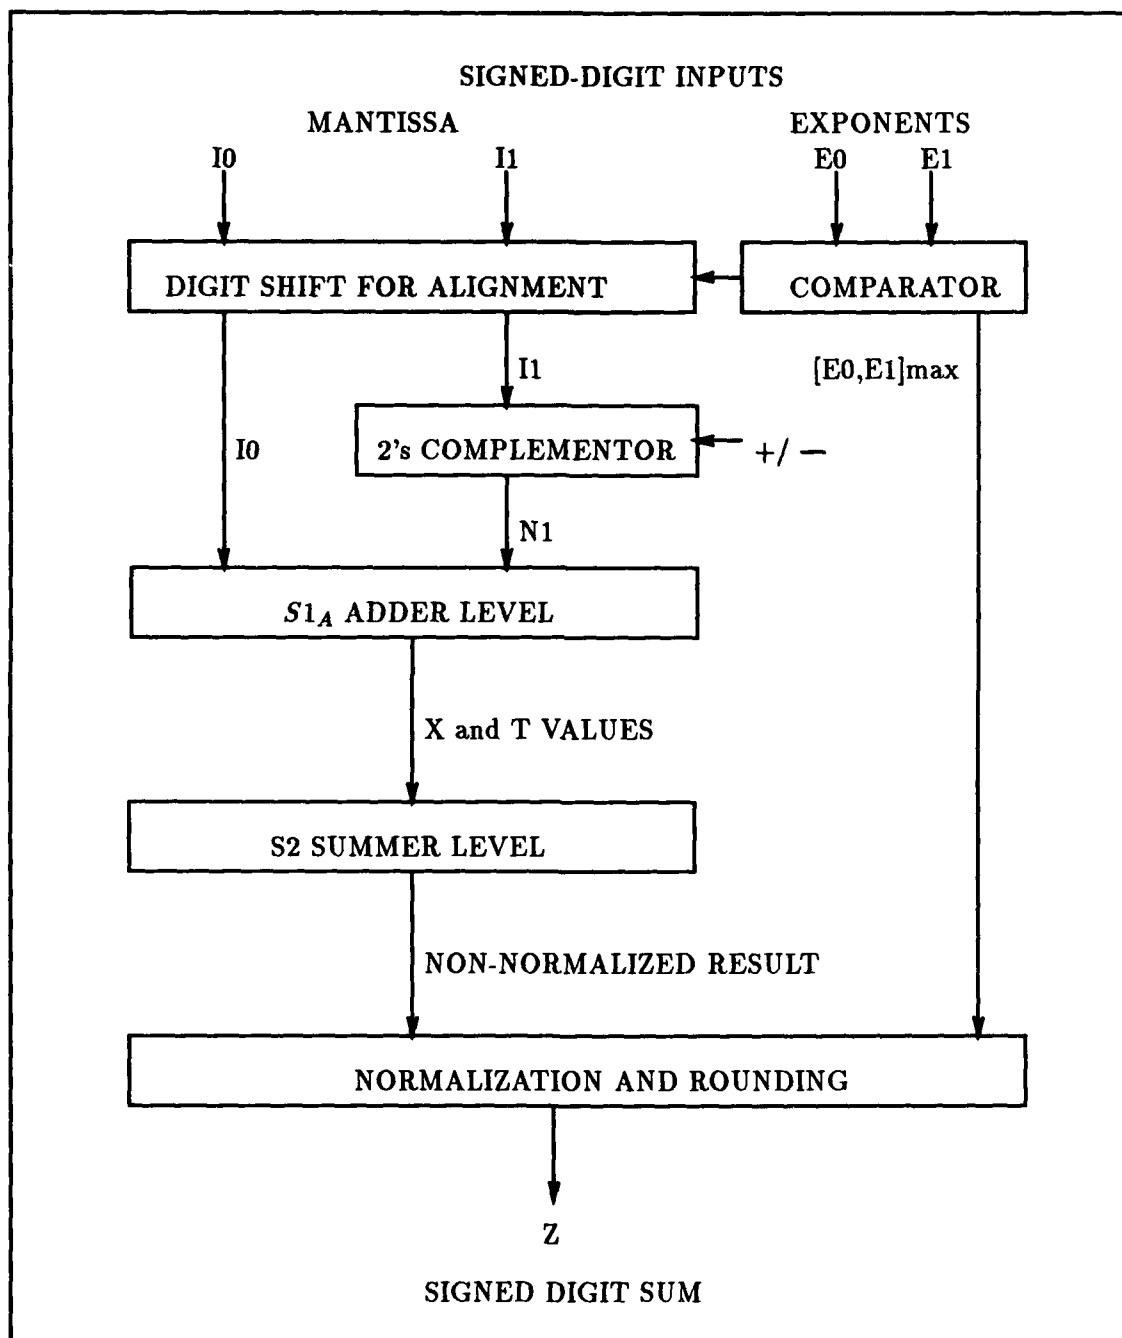 SIGNED-DIGIT INPUTS
MANTISSA EXPONENTS
I0 I1 E0 E1
DIGIT SHIFT FOR ALIGNMENT COMPARATOR
I1 [E0,E1]max
I0 2's COMPLEMENTOR +/ −
N1
S1A ADDER LEVEL
X and T VALUES
S2 SUMMER LEVEL
NON-NORMALIZED RESULT
NORMALIZATION AND ROUNDING
Z
SIGNED DIGIT SUM